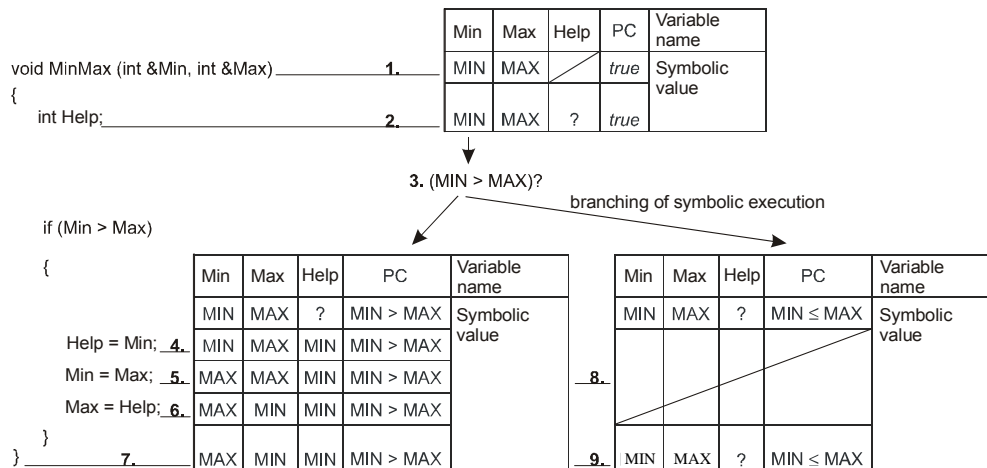 Min Max Help PC Variable name
void MinMax (int &Min, int &Max) 1. MIN MAX true Symbolic value
{
int Help; 2. MIN MAX ? true
3. (MIN > MAX)?
branching of symbolic execution
if (Min > Max)
{
Min Max Help PC Variable name
MIN MAX ? MIN > MAX Symbolic value
Help = Min; 4. MIN MAX MIN MIN > MAX
Min = Max; 5. MAX MAX MIN MIN > MAX
Max = Help; 6. MAX MIN MIN MIN > MAX
}
} 7. MAX MIN MIN MIN > MAX
Min Max Help PC Variable name
MIN MAX ? MIN ≤ MAX Symbolic value
8.
9. MIN MAX ? MIN ≤ MAX